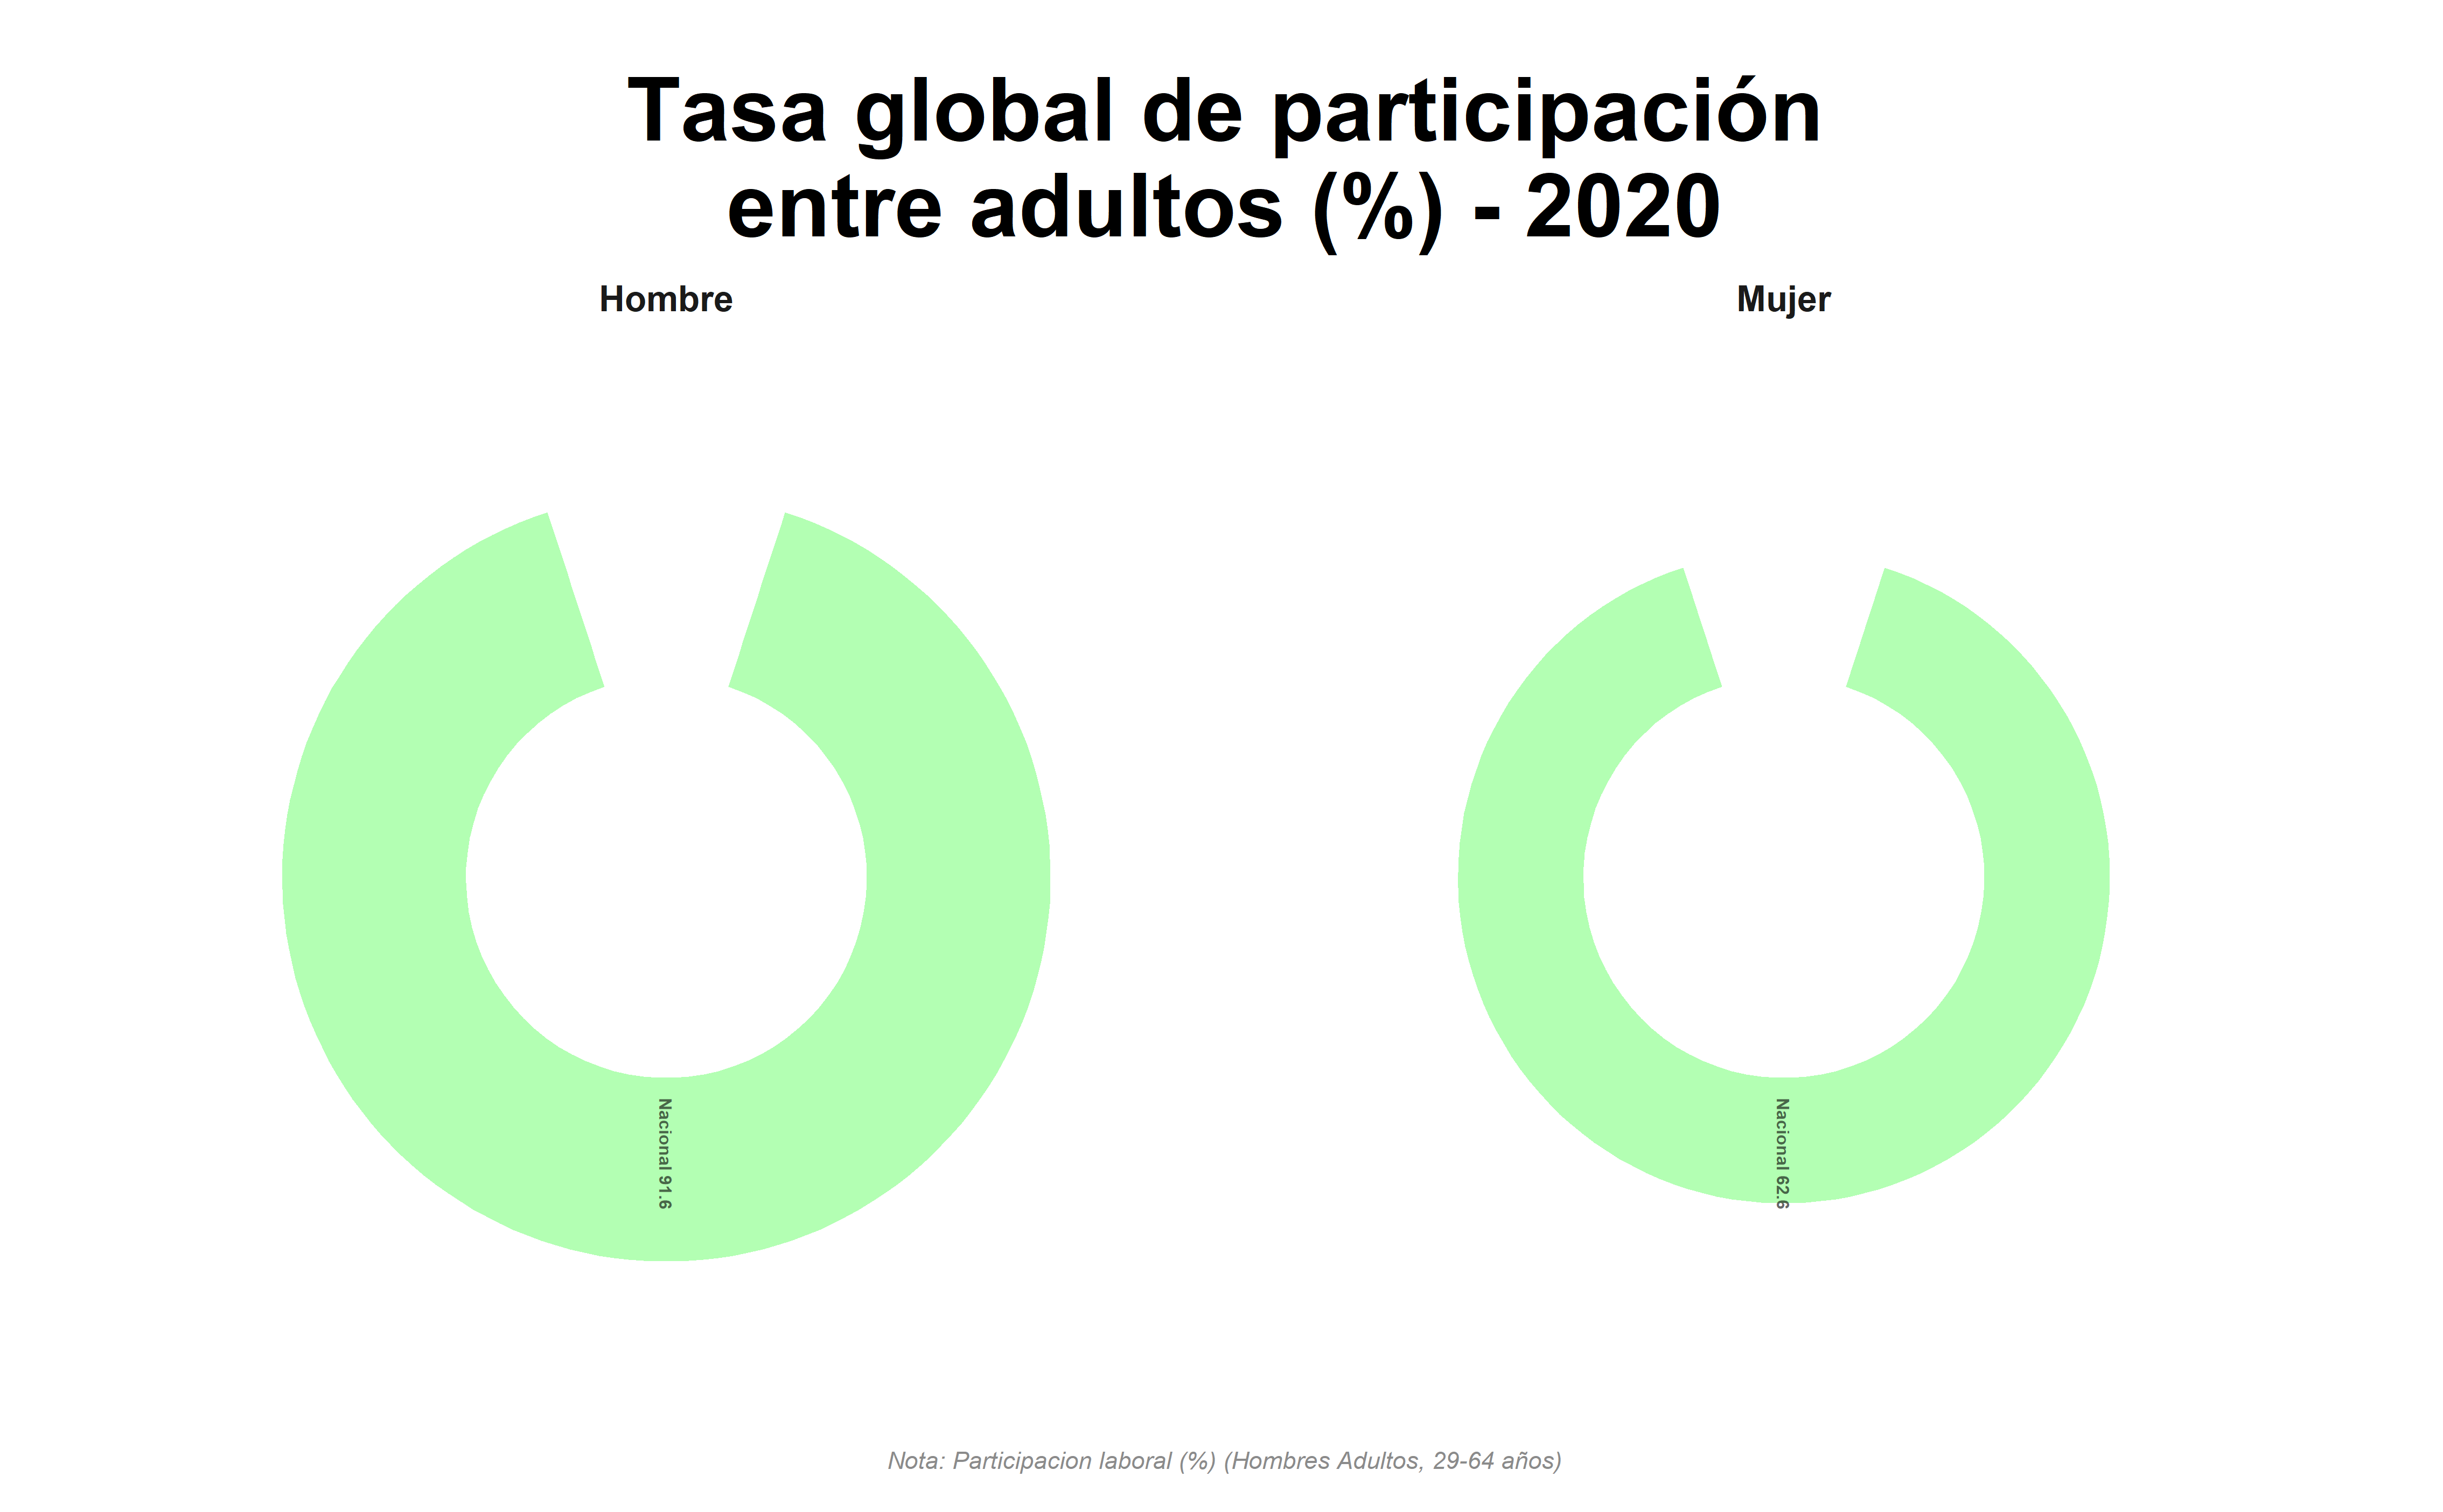 Tasa global de participación
entre adultos (%) - 2020
Hombre
Mujer
Nacional 91.6
Nacional 62.6
Nota: Participacion laboral (%) (Hombres Adultos, 29-64 años)